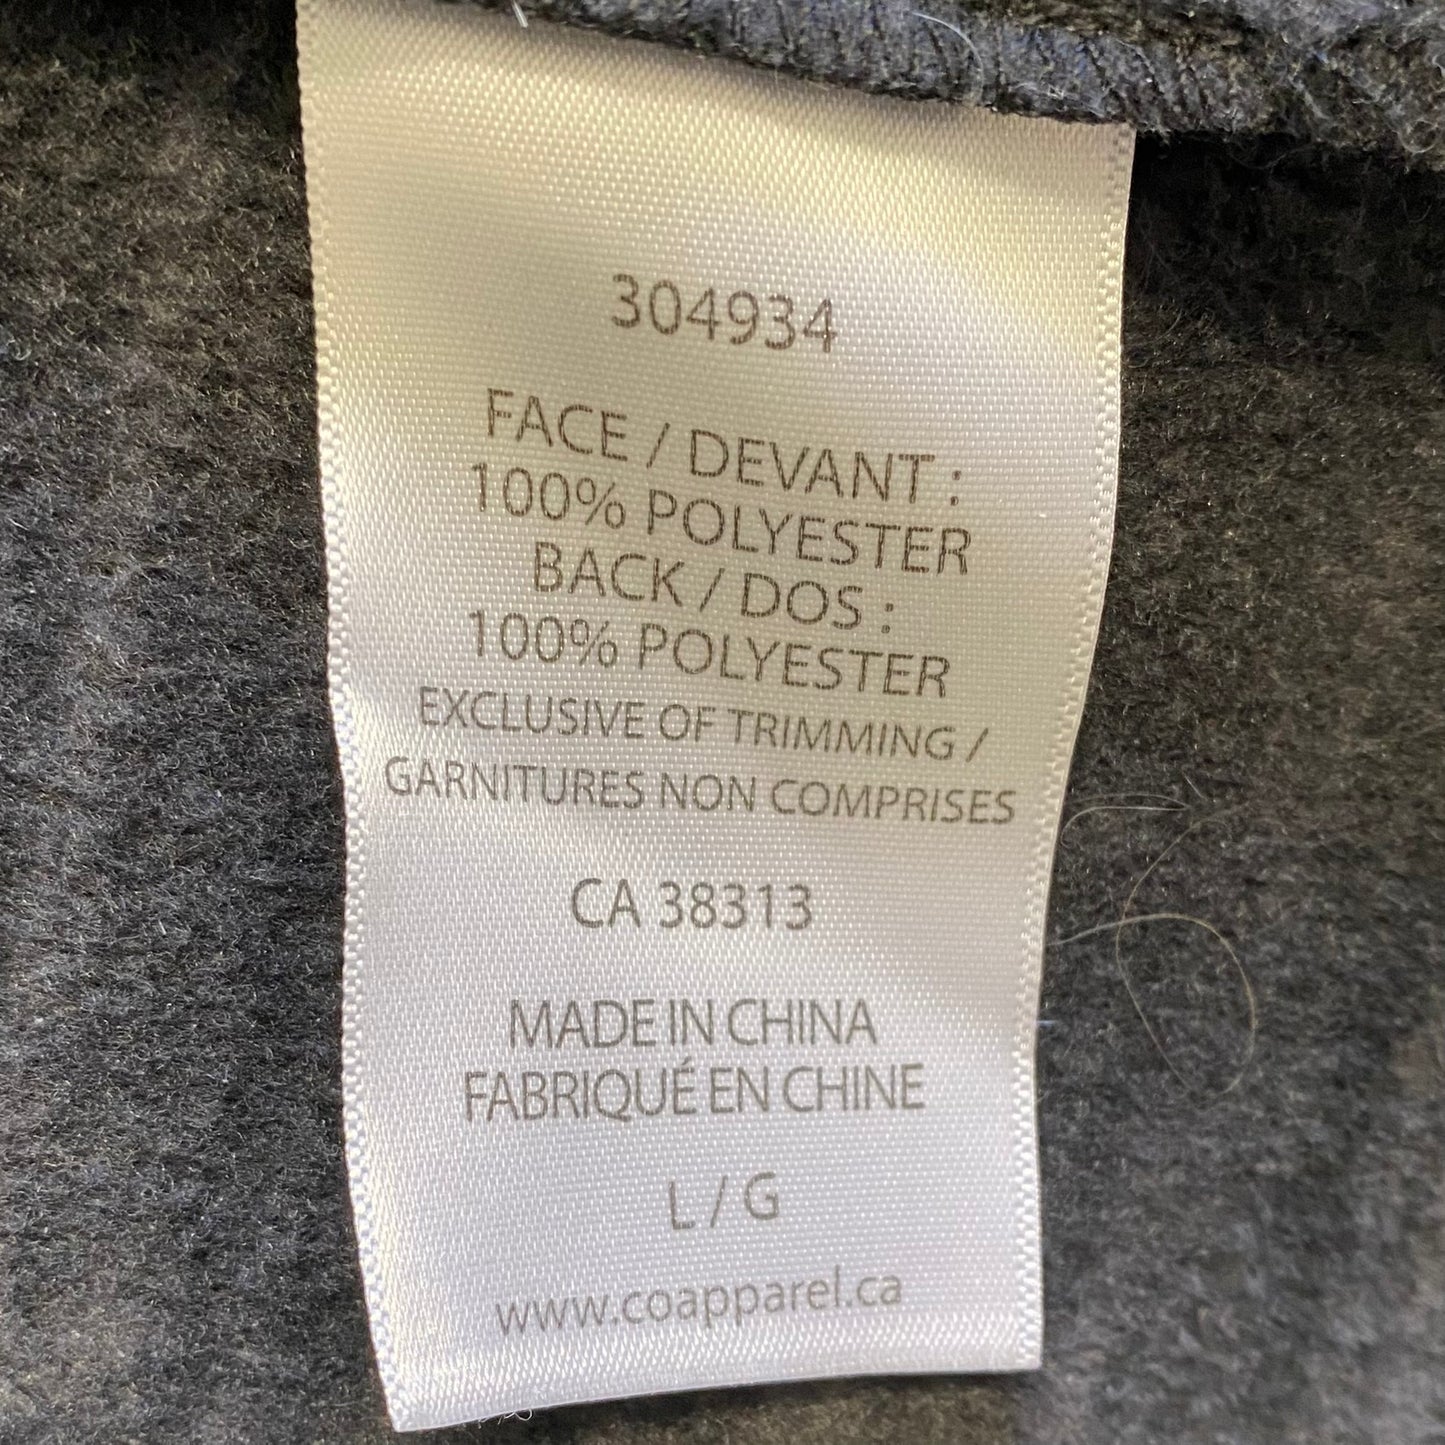 304934
FACE / DEVANT :
100% POLYESTER
BACK / DOS :
100% POLYESTER
EXCLUSIVE OF TRIMMING /
GARNITURES NON COMPRISES
CA 38313
MADE IN CHINA
FABRIQUÉ EN CHINE
L / G
www.coapparel.ca